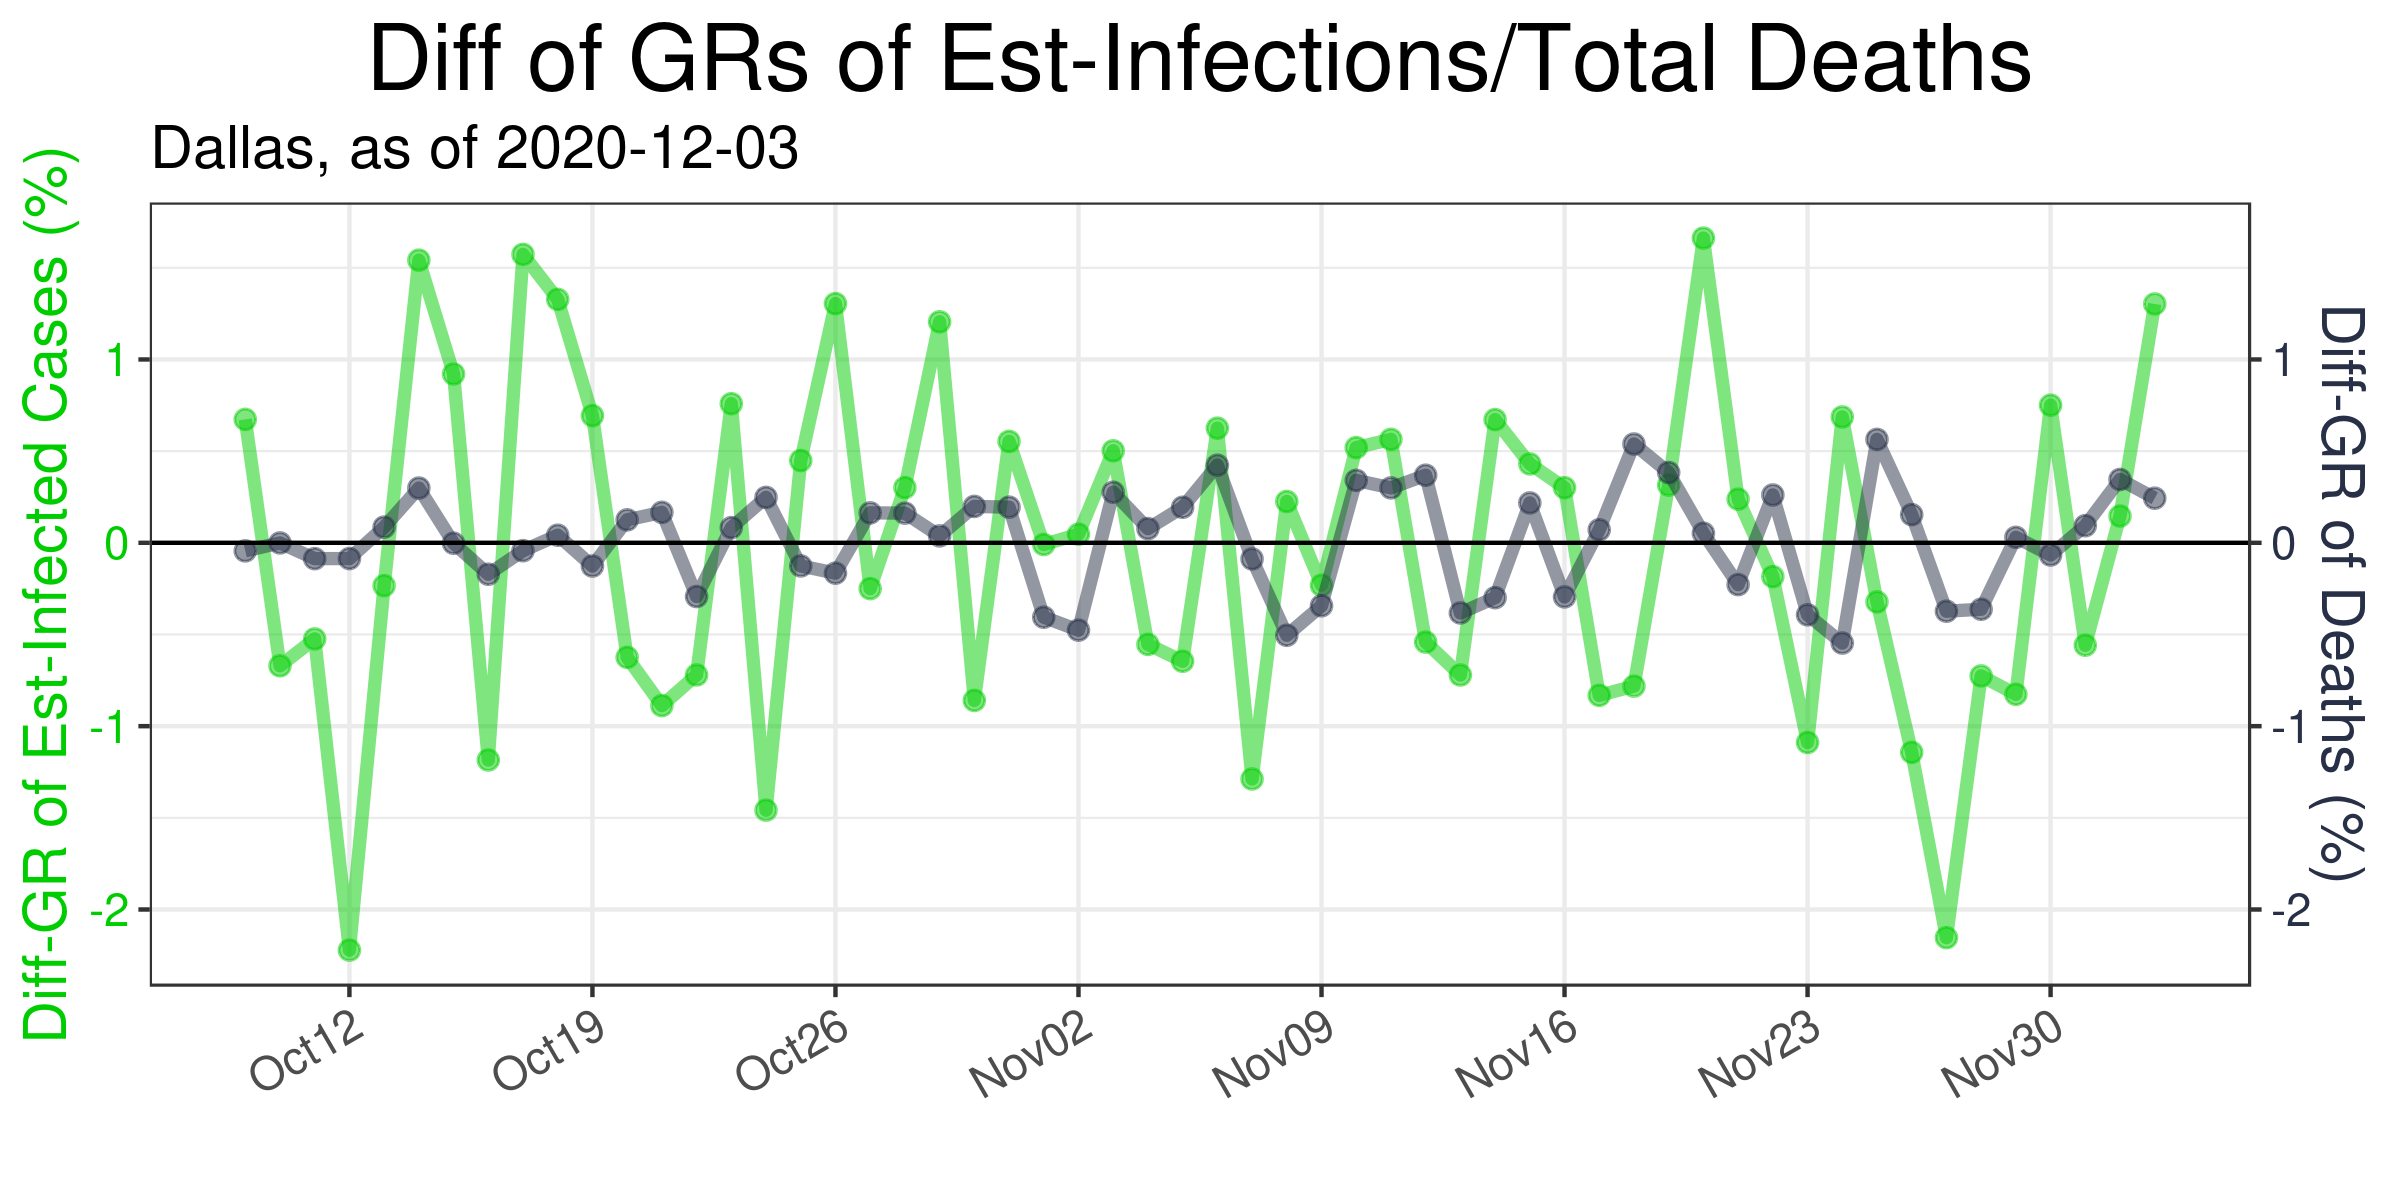 Diff of GRs of Est-Infections/Total Deaths
Dallas, as of 2020-12-03
Diff-GR of Est-Infected Cases (%)
1
0
-1
-2
1
0
-1
-2
Diff-GR of Deaths (%)
Oct12
Oct19
Oct26
Nov02
Nov09
Nov16
Nov23
Nov30